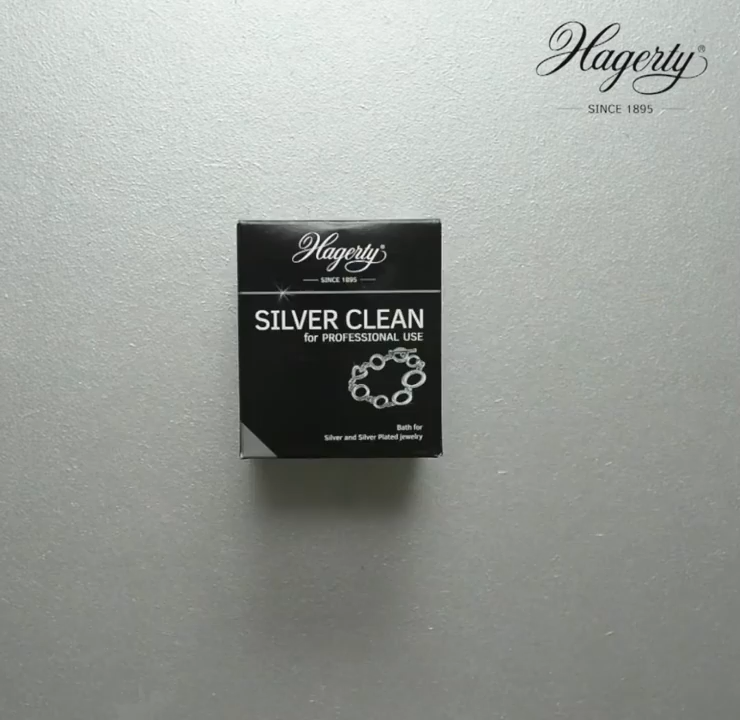 Hagerty®
SINCE 1895
Hagerty®
SINCE 1895
SILVER CLEAN
for PROFESSIONAL USE
Bath for
Silver and Silver Plated Jewelry